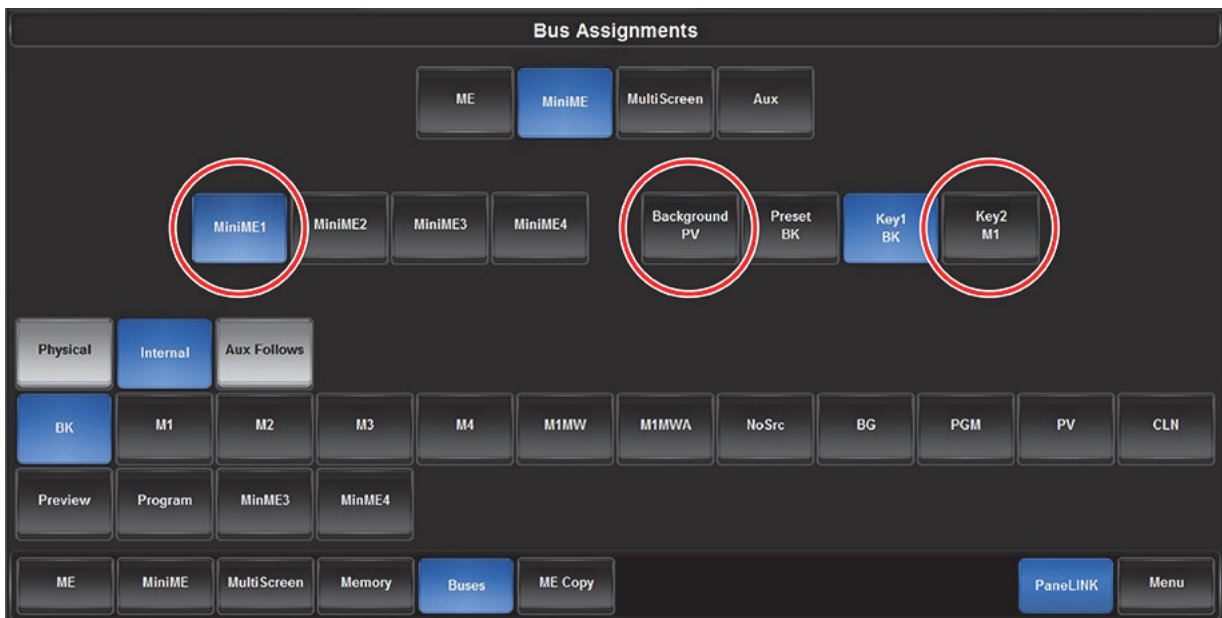 Bus Assignments
ME MiniME MultiScreen Aux
MiniME1 MiniME2 MiniME3 MiniME4 Background Preset Key1 Key2
PV BK BK M1
Physical Internal Aux Follows
BK M1 M2 M3 M4 M1MW M1MWA NoSrc BG PGM PV CLN
Preview Program MinME3 MinME4
ME MiniME MultiScreen Memory Buses ME Copy PaneLINK Menu